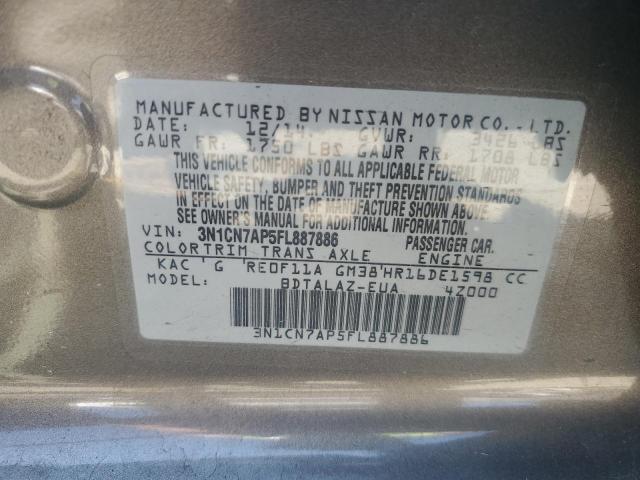 MANUFACTURED BY NISSAN MOTOR CO., LTD.
DATE: 12/14 GVWR: 3426 LBS
GAWR FR: 1750 LBS GAWR RR: 1708 LBS
THIS VEHICLE CONFORMS TO ALL APPLICABLE FEDERAL MOTOR
VEHICLE SAFETY, BUMPER AND THEFT PREVENTION STANDARDS
IN EFFECT ON THE DATE OF MANUFACTURE SHOWN ABOVE.
SEE OWNER'S MANUAL FOR ADDITIONAL INFORMATION.
VIN: 3N1CN7AP5FL887886 PASSENGER CAR.
COLOR TRIM TRANS AXLE ENGINE
KAC G RE0F11A GM38 HR16DE1598 CC
MODEL: BDTALAZ-EUA 4Z000
3N1CN7AP5FL887886